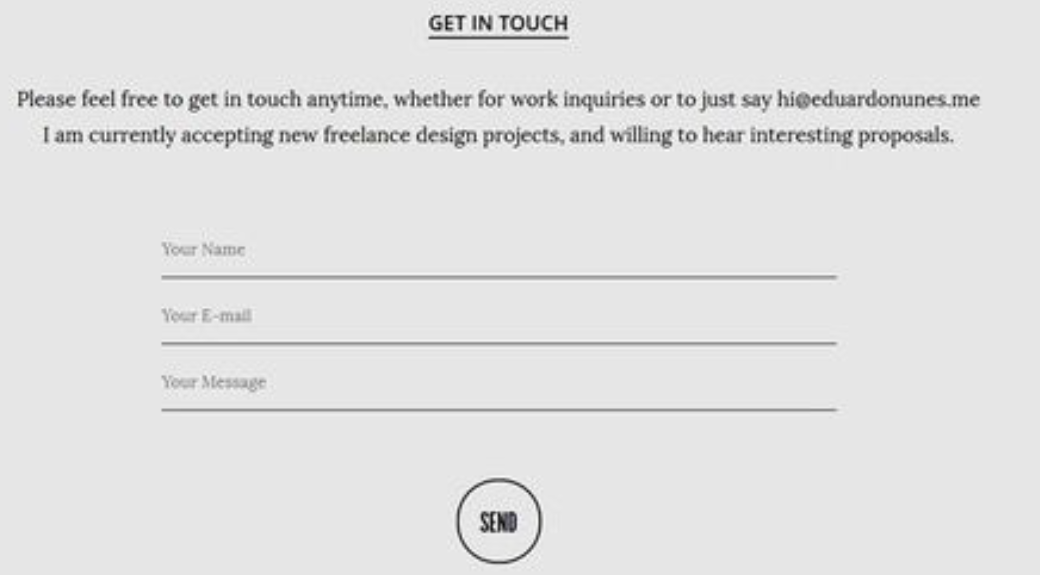 GET IN TOUCH
Please feel free to get in touch anytime, whether for work inquiries or to just say hi@eduardonunes.me
I am currently accepting new freelance design projects, and willing to hear interesting proposals.
Your Name
Your E-mail
Your Message
SEND